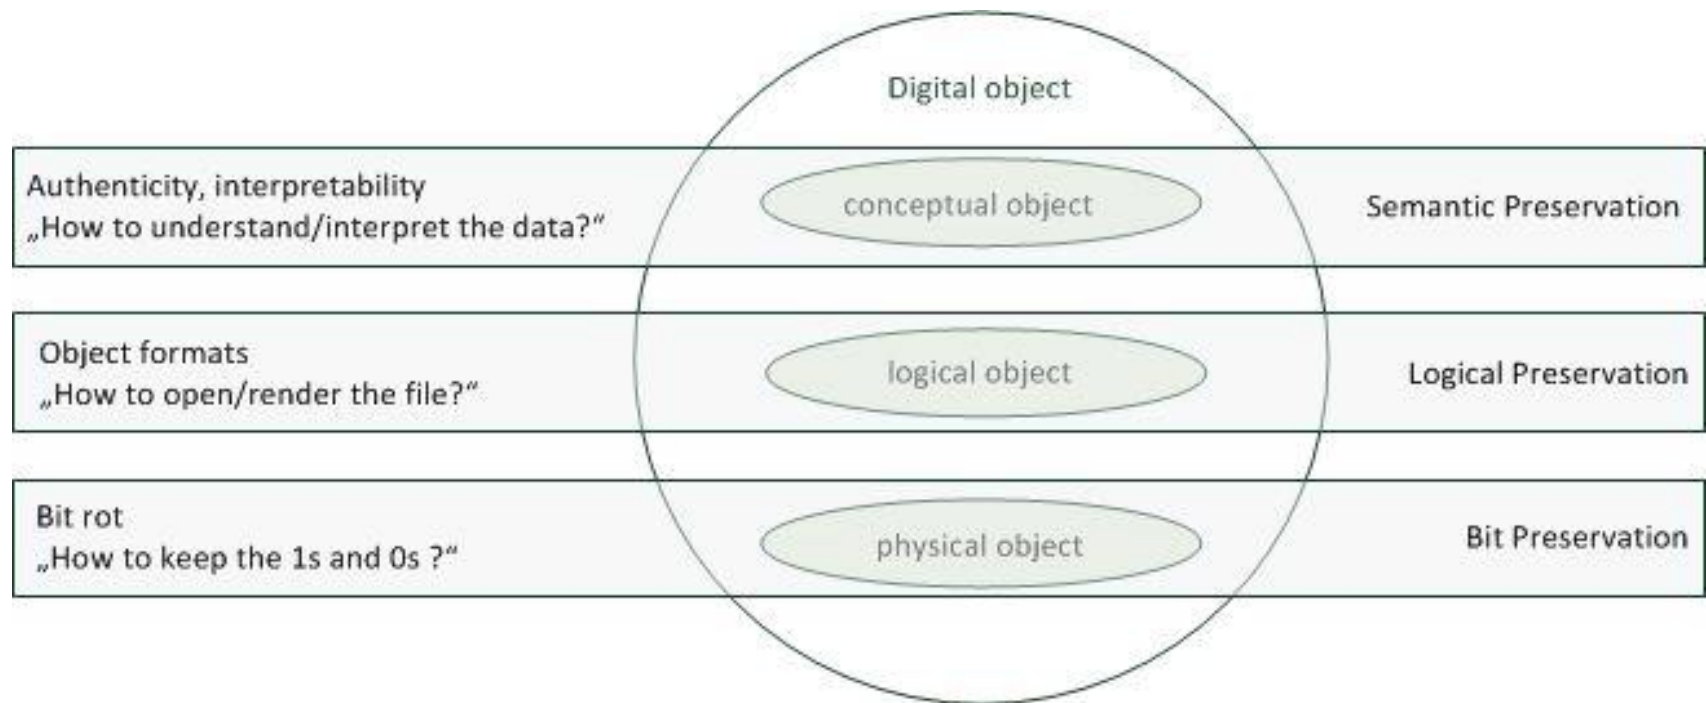 Digital object
Authenticity, interpretability
„How to understand/interpret the data?“
conceptual object
Semantic Preservation
Object formats
„How to open/render the file?“
logical object
Logical Preservation
Bit rot
„How to keep the 1s and 0s ?“
physical object
Bit Preservation